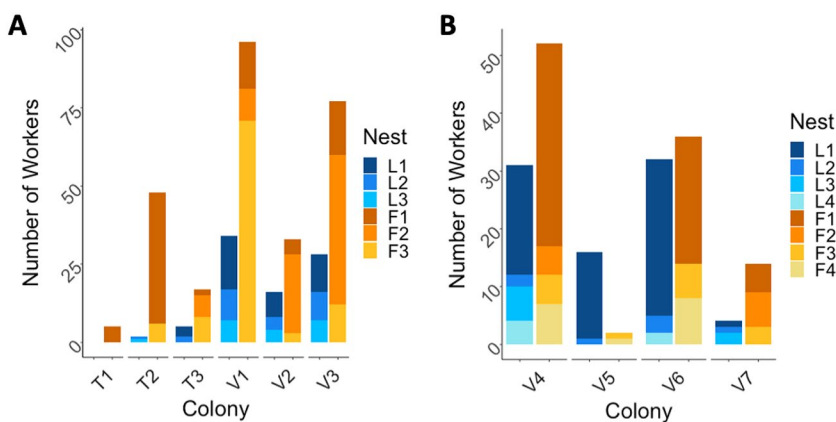 A
Number of Workers
100
75
50
25
0
T1 T2 T3 V1 V2 V3
Colony
Nest
L1
L2
L3
F1
F2
F3
B
Number of Workers
50
40
30
20
10
0
V4 V5 V6 V7
Colony
Nest
L1
L2
L3
L4
F1
F2
F3
F4